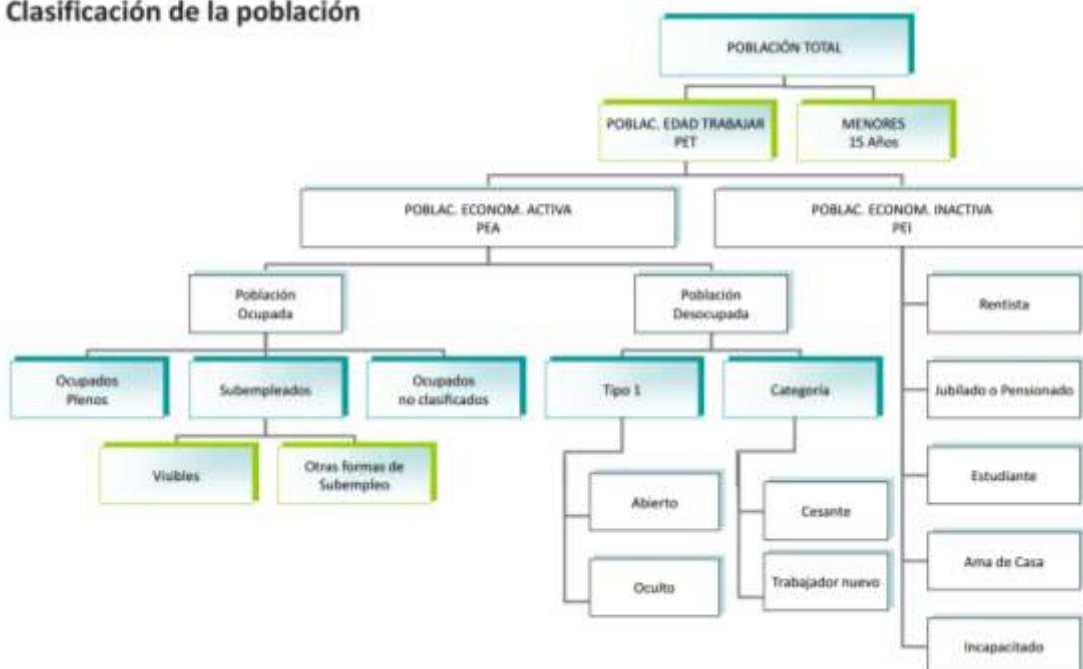 Clasificación de la población
POBLACIÓN TOTAL
POBLAC. EDAD TRABAJAR
PET
MENORES
15 Años
POBLAC. ECONOM. ACTIVA
PEA
POBLAC. ECONOM. INACTIVA
PEI
Población
Ocupada
Población
Desocupada
Rentista
Ocupados
Plenos
Subempleados
Ocupados
no clasificados
Tipo 1
Categoría
Jubilado o Pensionado
Visibles
Otras formas de
Subempleo
Estudiante
Abierto
Cesante
Ama de Casa
Oculto
Trabajador nuevo
Incapacitado